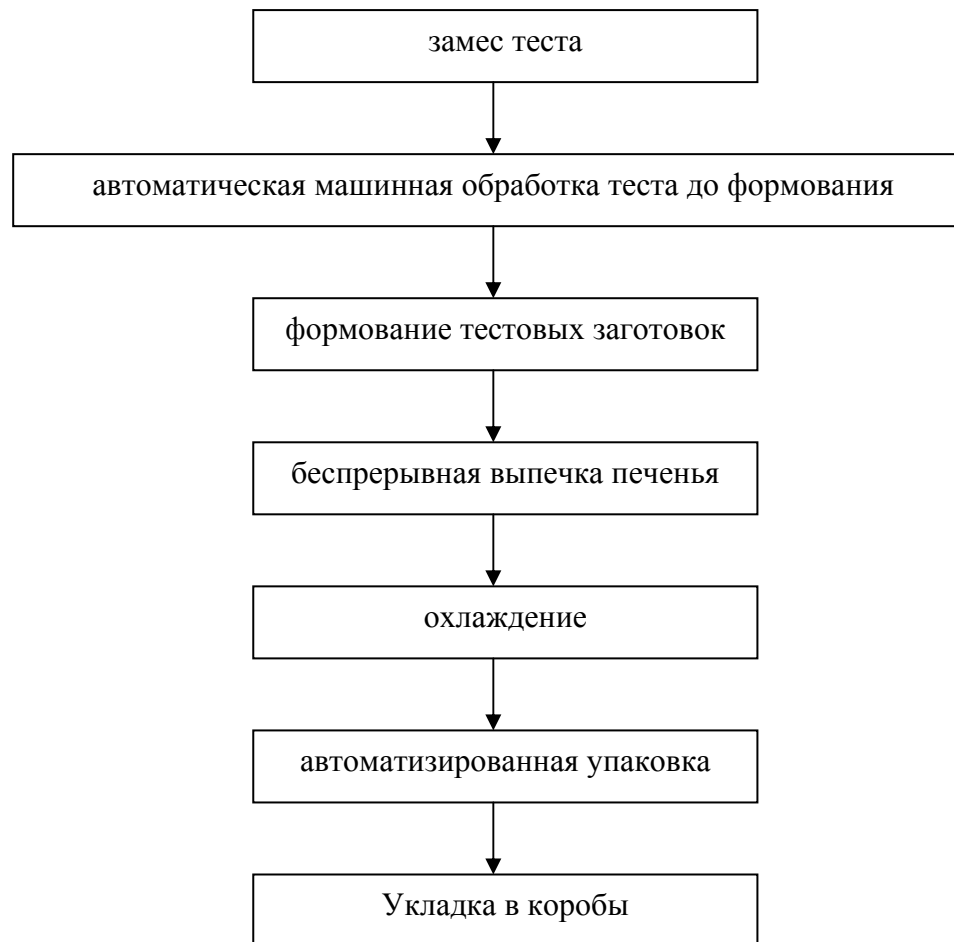 замес теста
автоматическая машинная обработка теста до формования
формование тестовых заготовок
беспрерывная выпечка печенья
охлаждение
автоматизированная упаковка
Укладка в коробы